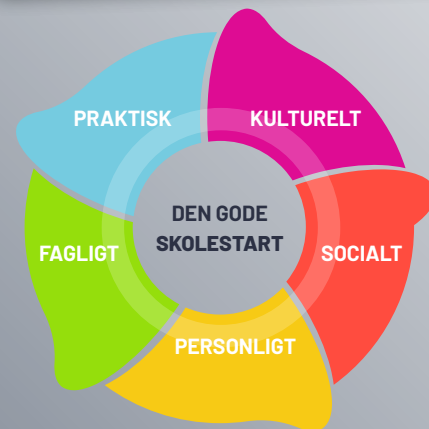 PRAKTISK
KULTURELT
DEN GODE
SKOLESTART
FAGLIGT
SOCIALT
PERSONLIGT